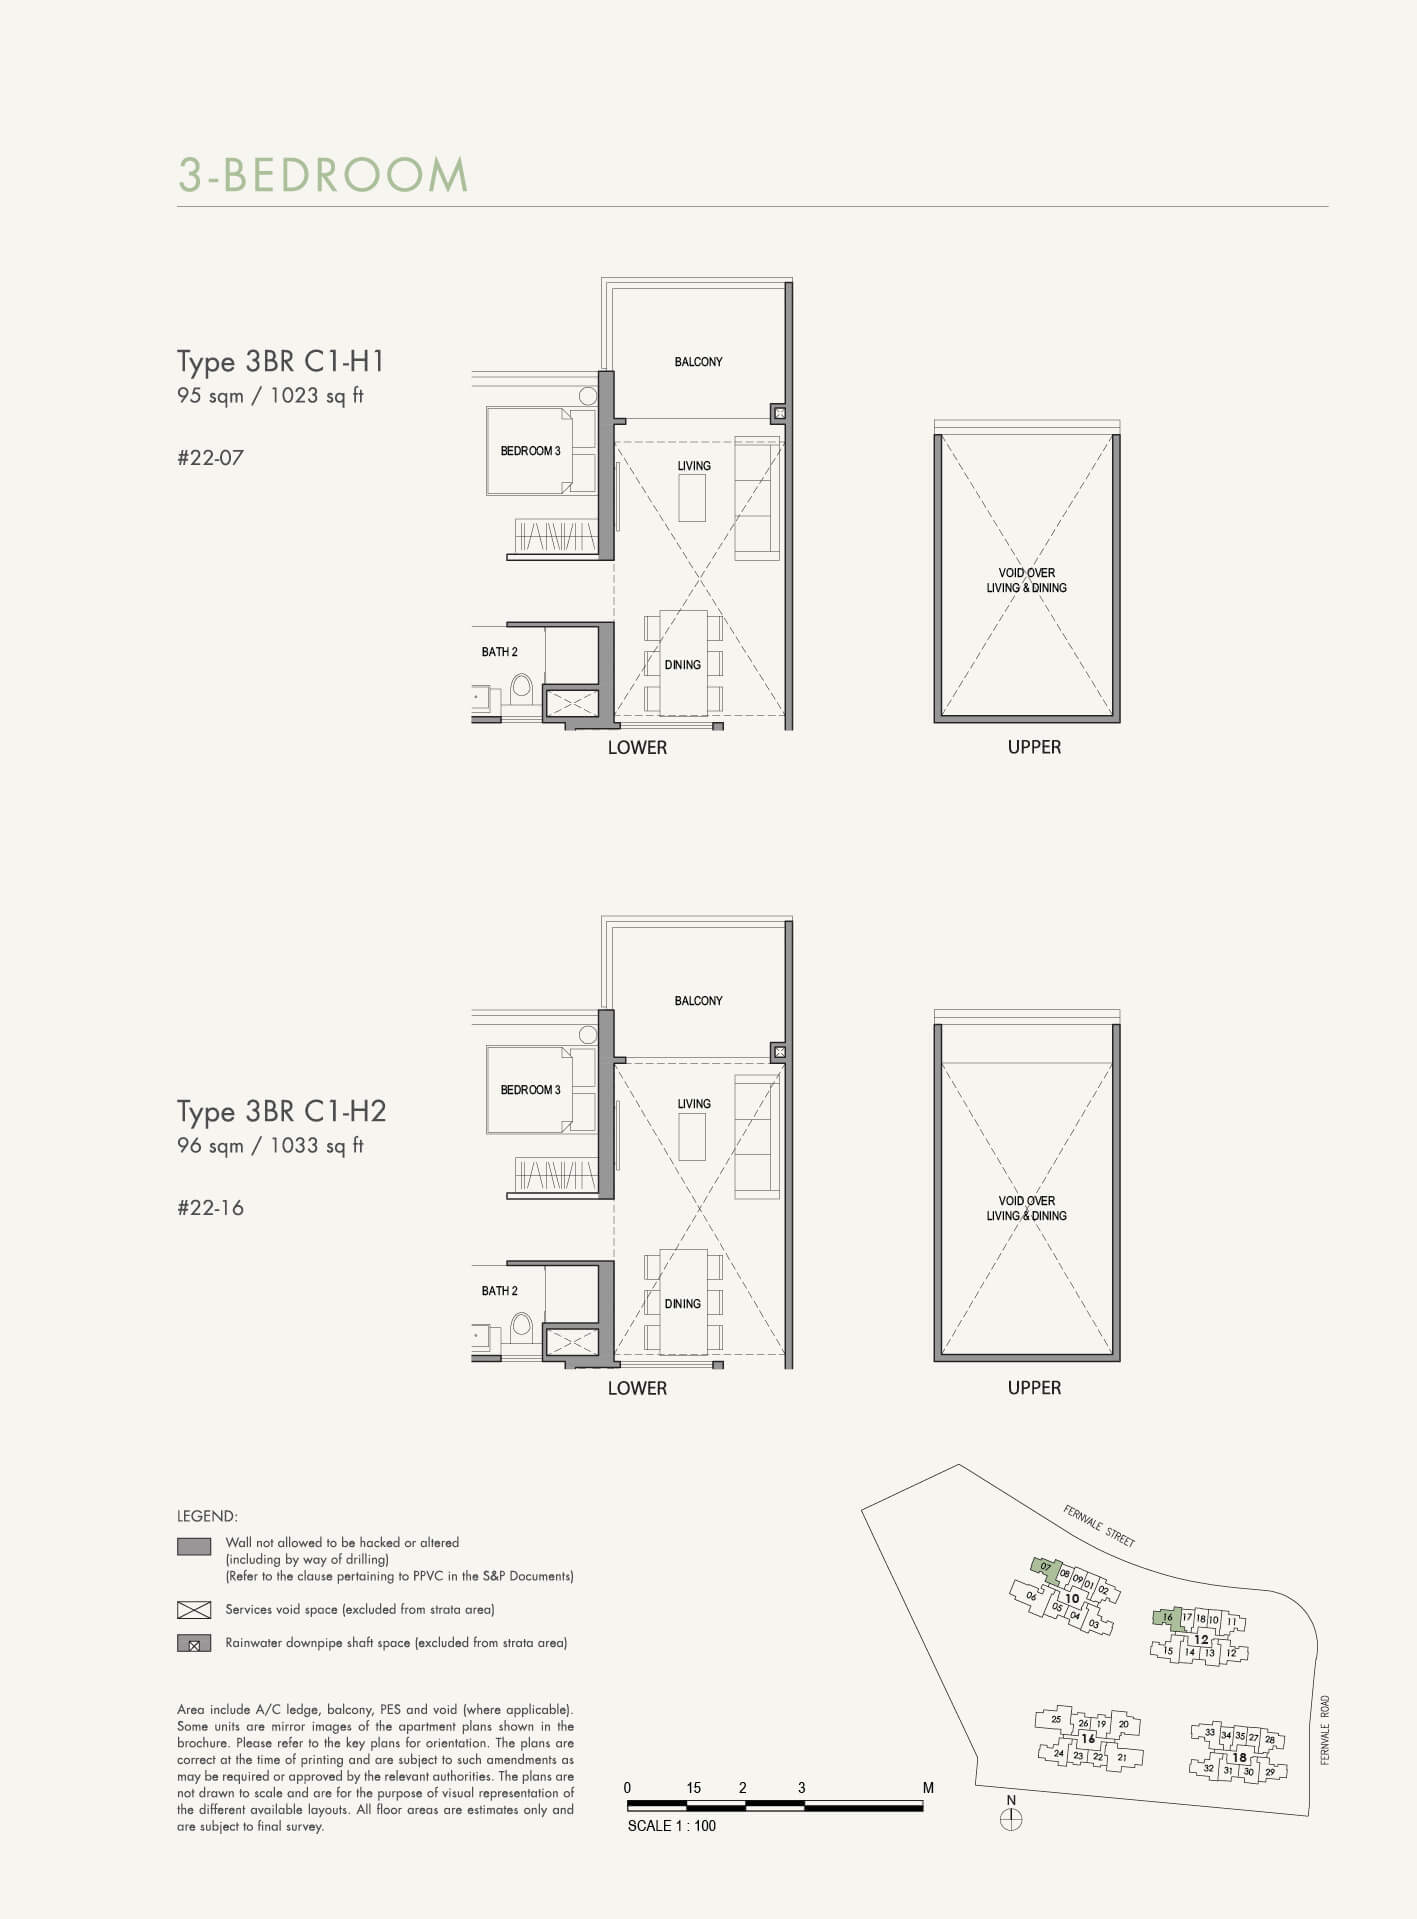 3-BEDROOM
Type 3BR C1-H1
95 sqm / 1023 sq ft
#22-07
BALCONY
BEDROOM 3
LIVING
BATH 2
DINING
LOWER
VOID OVER
LIVING & DINING
UPPER
Type 3BR C1-H2
96 sqm / 1033 sq ft
#22-16
BALCONY
BEDROOM 3
LIVING
BATH 2
DINING
LOWER
VOID OVER
LIVING & DINING
UPPER
LEGEND:
Wall not allowed to be hacked or altered
(including by way of drilling)
(Refer to the clause pertaining to PPVC in the S&P Documents)
Services void space (excluded from strata area)
Rainwater downpipe shaft space (excluded from strata area)
Area include A/C ledge, balcony, PES and void (where applicable).
Some units are mirror images of the apartment plans shown in the
brochure. Please refer to the key plans for orientation. The plans are
correct at the time of printing and are subject to such amendments as
may be required or approved by the relevant authorities. The plans are
not drawn to scale and are for the purpose of visual representation of
the different available layouts. All floor areas are estimates only and
are subject to final survey.
0 15 2 3 M
SCALE 1 : 100
FERNVALE STREET
FERNVALE ROAD
07 08 09 01 02
10
06 05 04 03
16 17 18 10 11
12
15 14 13 12
25 26 19 20
16
24 23 22 21
33 34 35 27 28
18
32 31 30 29
N